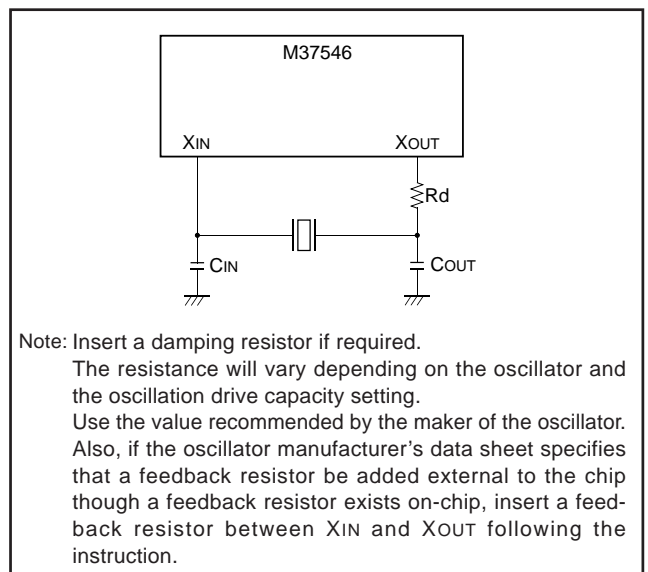 M37546
XIN XOUT
Rd
CIN COUT
Note: Insert a damping resistor if required.
The resistance will vary depending on the oscillator and
the oscillation drive capacity setting.
Use the value recommended by the maker of the oscillator.
Also, if the oscillator manufacturer’s data sheet specifies
that a feedback resistor be added external to the chip
though a feedback resistor exists on-chip, insert a feed-
back resistor between XIN and XOUT following the
instruction.